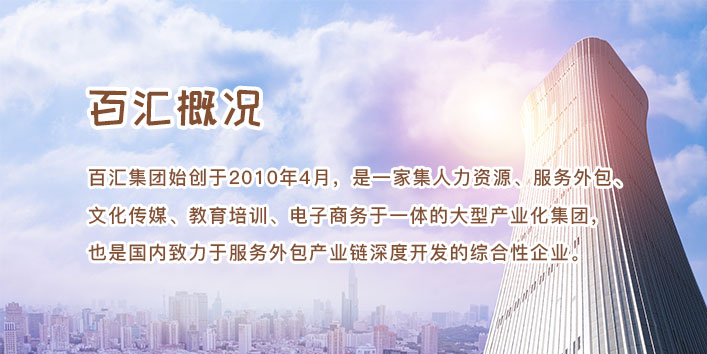 百汇概况
百汇集团始创于2010年4月，是一家集人力资源、服务外包、
文化传媒、教育培训、电子商务于一体的大型产业化集团，
也是国内致力于服务外包产业链深度开发的综合性企业。